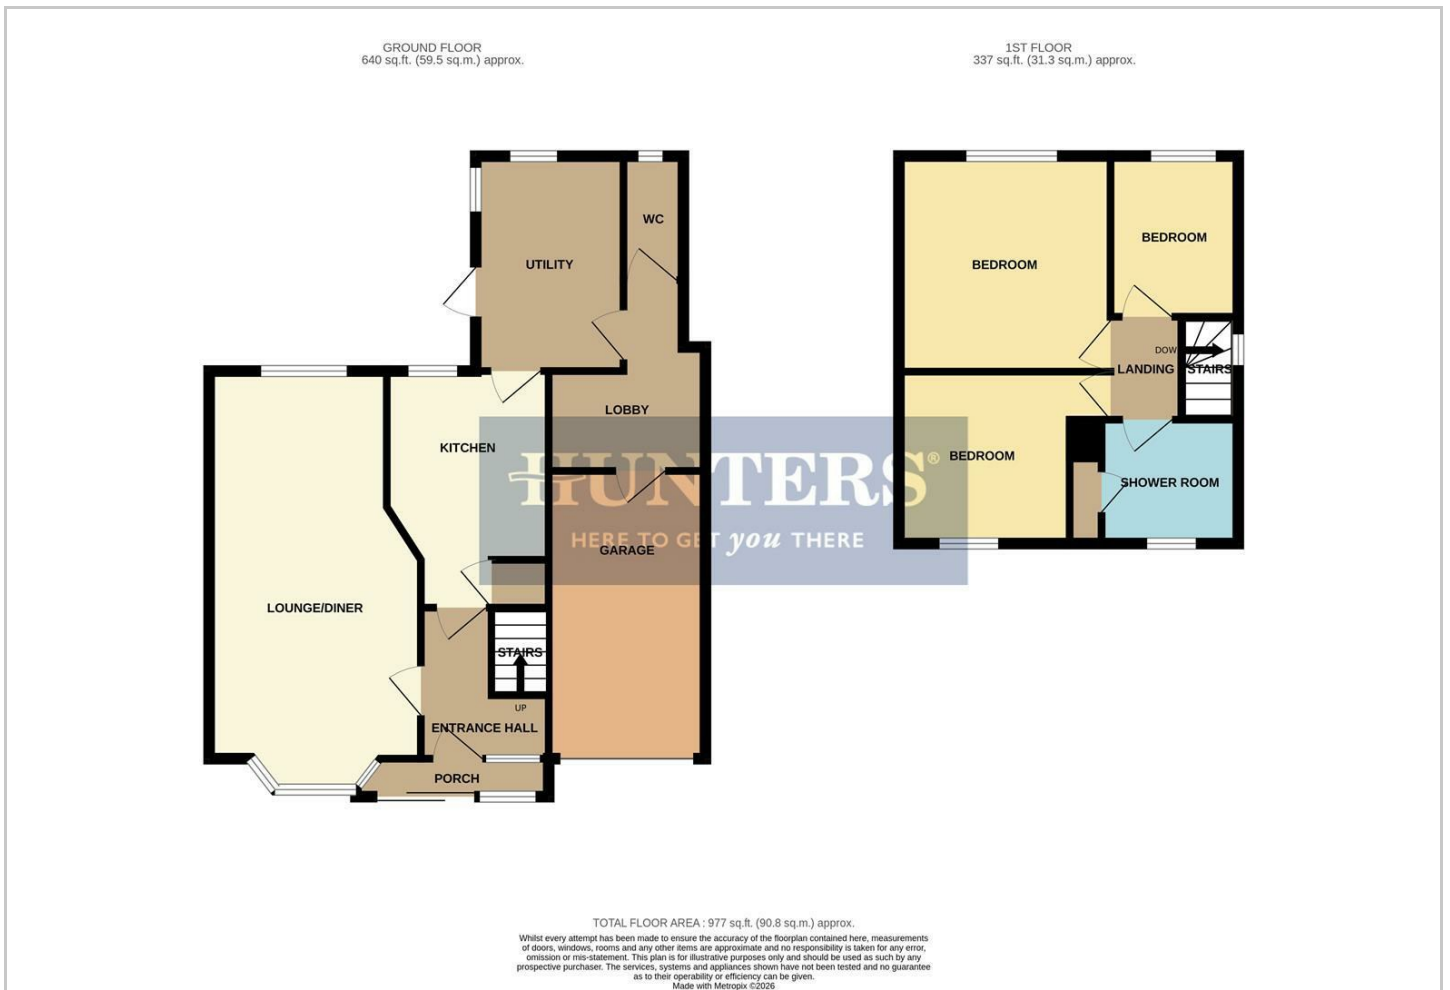 GROUND FLOOR
640 sq.ft. (59.5 sq.m.) approx.
1ST FLOOR
337 sq.ft. (31.3 sq.m.) approx.
WC
UTILITY
LOBBY
KITCHEN
GARAGE
LOUNGE/DINER
STAIRS
UP
ENTRANCE HALL
PORCH
BEDROOM
BEDROOM
DOW
LANDING
STAIRS
BEDROOM
SHOWER ROOM
HUNTERS®
HERE TO GET you THERE
TOTAL FLOOR AREA : 977 sq.ft. (90.8 sq.m.) approx.
Whilst every attempt has been made to ensure the accuracy of the floorplan contained here, measurements
of doors, windows, rooms and any other items are approximate and no responsibility is taken for any error,
omission or mis-statement. This plan is for illustrative purposes only and should be used as such by any
prospective purchaser. The services, systems and appliances shown have not been tested and no guarantee
as to their operability or efficiency can be given.
Made with Metropix ©2026